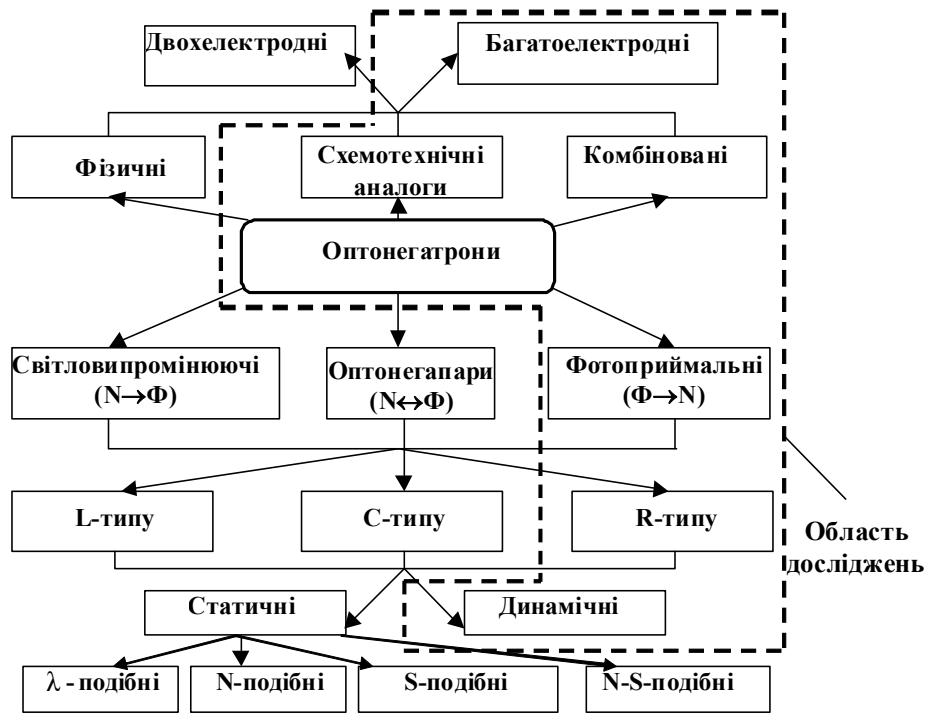 Двохелектродні
Багатоелектродні
Фізичні
Схемотехнічні
аналоги
Комбіновані
Оптонегатрони
Світловипромінюючі
(N→Ф)
Оптонегапари
(N↔Ф)
Фотоприймальні
(Ф→N)
L-типу
C-типу
R-типу
Область
досліджень
Статичні
Динамічні
λ - подібні
N-подібні
S-подібні
N-S-подібні